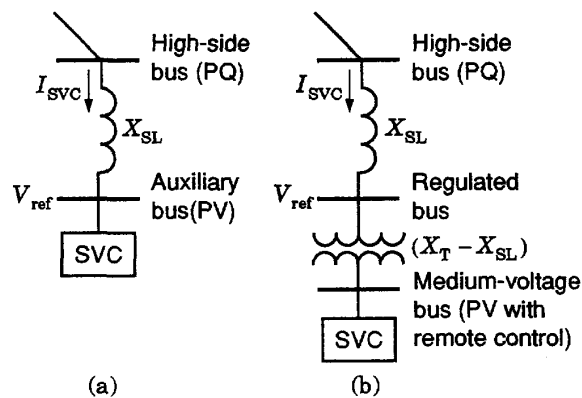 High-side
bus (PQ)
I_SVC
X_SL
V_ref
Auxiliary
bus(PV)
SVC
(a)
High-side
bus (PQ)
I_SVC
X_SL
V_ref
Regulated
bus
(X_T − X_SL)
Medium-voltage
bus (PV with
remote control)
SVC
(b)